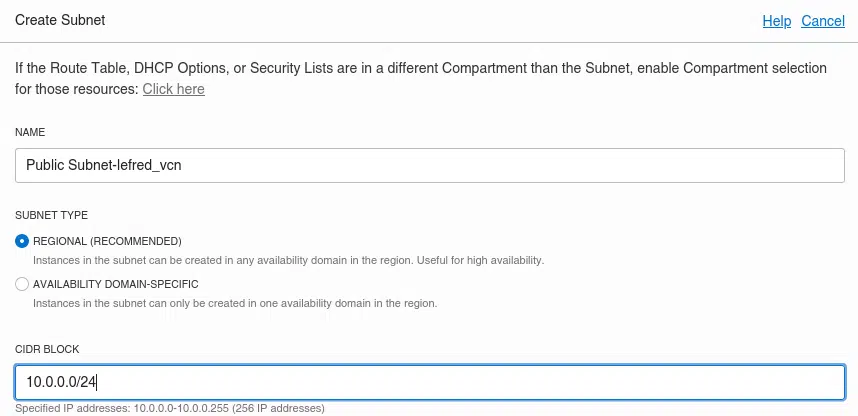 Create Subnet
Help Cancel
If the Route Table, DHCP Options, or Security Lists are in a different Compartment than the Subnet, enable Compartment selection
for those resources: Click here
NAME
Public Subnet-lefred_vcn
SUBNET TYPE
REGIONAL (RECOMMENDED)
Instances in the subnet can be created in any availability domain in the region. Useful for high availability.
AVAILABILITY DOMAIN-SPECIFIC
Instances in the subnet can only be created in one availability domain in the region.
CIDR BLOCK
10.0.0.0/24
Specified IP addresses: 10.0.0.0-10.0.0.255 (256 IP addresses)